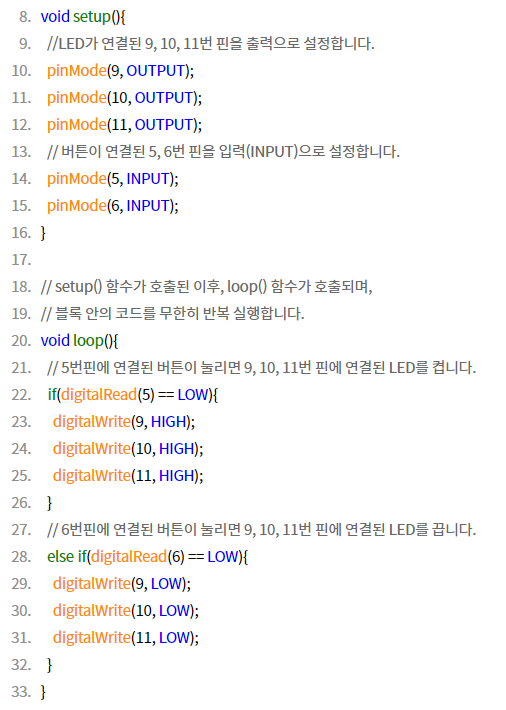 8. void setup(){
9. //LED가 연결된 9, 10, 11번 핀을 출력으로 설정합니다.
10. pinMode(9, OUTPUT);
11. pinMode(10, OUTPUT);
12. pinMode(11, OUTPUT);
13. // 버튼이 연결된 5, 6번 핀을 입력(INPUT)으로 설정합니다.
14. pinMode(5, INPUT);
15. pinMode(6, INPUT);
16. }
17.
18. // setup() 함수가 호출된 이후, loop() 함수가 호출되며,
19. // 블록 안의 코드를 무한히 반복 실행합니다.
20. void loop(){
21. // 5번핀에 연결된 버튼이 눌리면 9, 10, 11번 핀에 연결된 LED를 켭니다.
22. if(digitalRead(5) == LOW){
23. digitalWrite(9, HIGH);
24. digitalWrite(10, HIGH);
25. digitalWrite(11, HIGH);
26. }
27. // 6번핀에 연결된 버튼이 눌리면 9, 10, 11번 핀에 연결된 LED를 끕니다.
28. else if(digitalRead(6) == LOW){
29. digitalWrite(9, LOW);
30. digitalWrite(10, LOW);
31. digitalWrite(11, LOW);
32. }
33. }